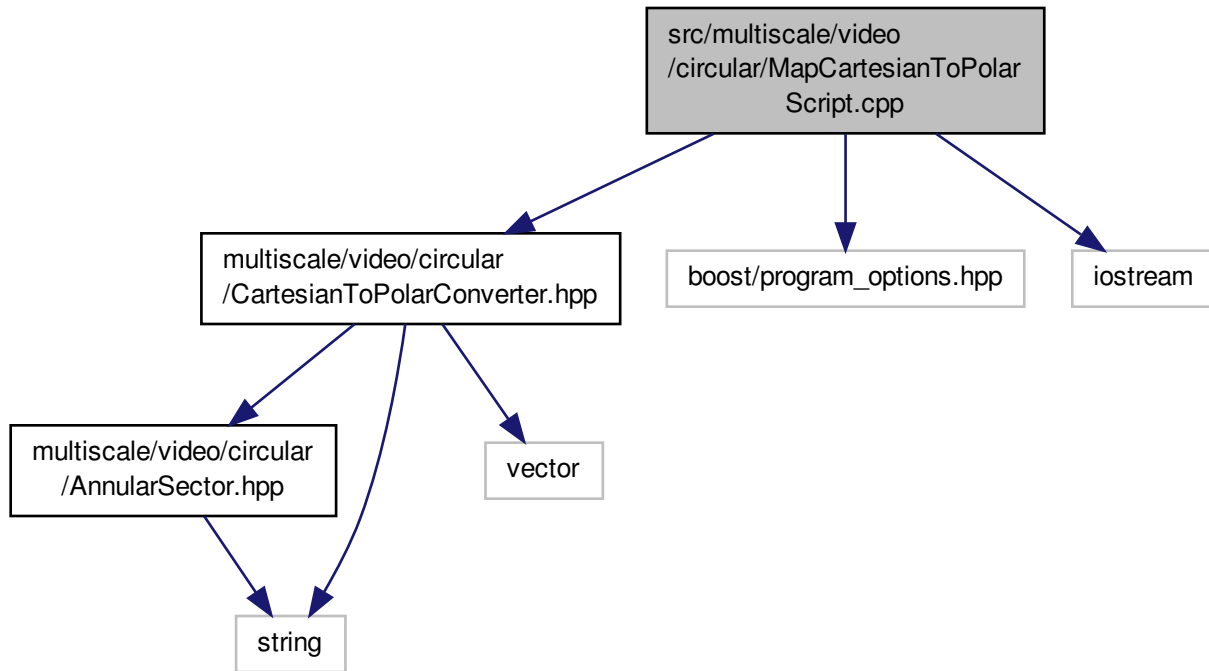 src/multiscale/video
/circular/MapCartesianToPolar
Script.cpp
multiscale/video/circular
/CartesianToPolarConverter.hpp
boost/program_options.hpp
iostream
multiscale/video/circular
/AnnularSector.hpp
vector
string